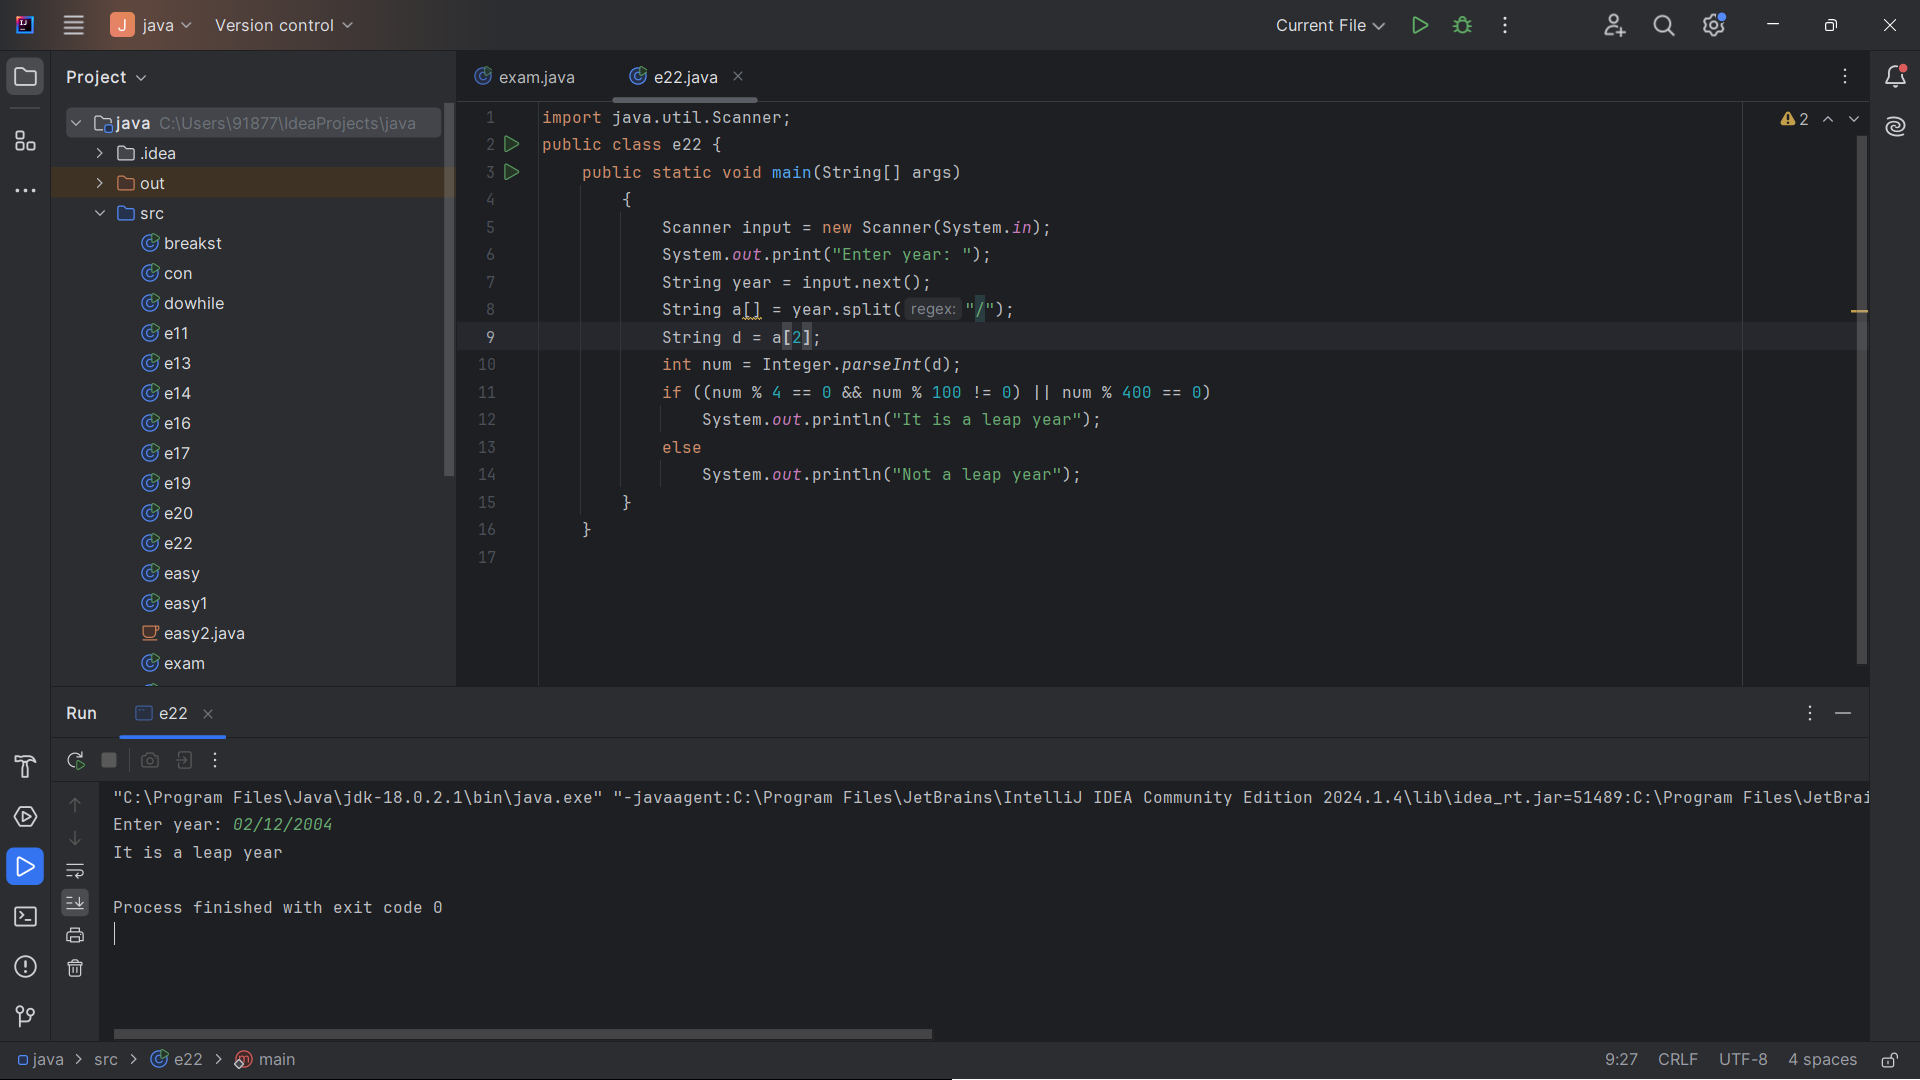 J java Version control Current File
Project
exam.java e22.java
java C:\Users\91877\IdeaProjects\java
.idea
out
src
breakst
con
dowhile
e11
e13
e14
e16
e17
e19
e20
e22
easy
easy1
easy2.java
exam
2
1 import java.util.Scanner;
2 public class e22 {
3 public static void main(String[] args)
4 {
5 Scanner input = new Scanner(System.in);
6 System.out.print("Enter year: ");
7 String year = input.next();
8 String a[] = year.split( regex: "/");
9 String d = a[2];
10 int num = Integer.parseInt(d);
11 if ((num % 4 == 0 && num % 100 != 0) || num % 400 == 0)
12 System.out.println("It is a leap year");
13 else
14 System.out.println("Not a leap year");
15 }
16 }
17
Run e22
"C:\Program Files\Java\jdk-18.0.2.1\bin\java.exe" "-javaagent:C:\Program Files\JetBrains\IntelliJ IDEA Community Edition 2024.1.4\lib\idea_rt.jar=51489:C:\Program Files\JetBrai
Enter year: 02/12/2004
It is a leap year
Process finished with exit code 0
java > src > e22 > main 9:27 CRLF UTF-8 4 spaces